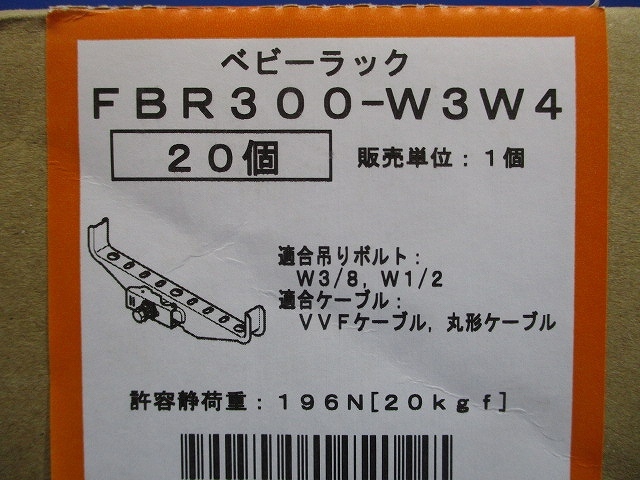 ベビーラック
FBR300-W3W4
20個
販売単位：1個
適合吊りボルト：
W3/8, W1/2
適合ケーブル：
VVFケーブル, 丸形ケーブル
許容静荷重：196N[20kgf]